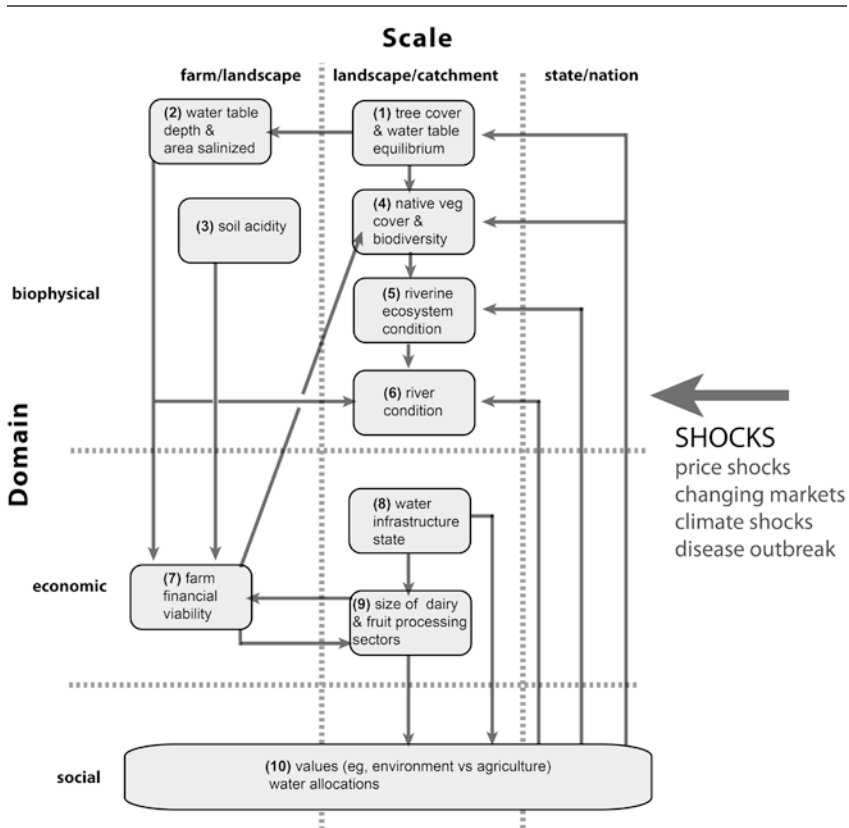 Scale
farm/landscape
landscape/catchment
state/nation
(2) water table
depth &
area salinized
(1) tree cover
& water table
equilibrium
(4) native veg
cover &
biodiversity
(3) soil acidity
biophysical
(5) riverine
ecosystem
condition
(6) river
condition
Domain
SHOCKS
price shocks
changing markets
climate shocks
disease outbreak
(8) water
infrastructure
state
economic
(7) farm
financial
viability
(9) size of dairy
& fruit processing
sectors
social
(10) values (eg, environment vs agriculture)
water allocations